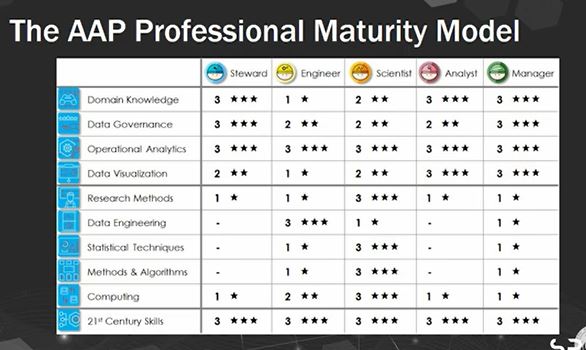 The AAP Professional Maturity Model
Steward Engineer Scientist Analyst Manager
Domain Knowledge 3 ★★★ 1 ★ 2 ★★ 3 ★★★ 3 ★★★
Data Governance 3 ★★★ 2 ★★ 2 ★★ 2 ★★ 3 ★★★
Operational Analytics 3 ★★★ 3 ★★★ 3 ★★★ 3 ★★★ 3 ★★★
Data Visualization 2 ★★ 1 ★ 2 ★★ 3 ★★★ 3 ★★★
Research Methods 1 ★ 1 ★ 3 ★★★ 1 ★ 1 ★
Data Engineering - 3 ★★★ 1 ★ - 1 ★
Statistical Techniques - 1 ★ 3 ★★★ - 1 ★
Methods & Algorithms - 1 ★ 3 ★★★ - 1 ★
Computing 1 ★ 2 ★★ 3 ★★★ 1 ★ 1 ★
21st Century Skills 3 ★★★ 3 ★★★ 3 ★★★ 3 ★★★ 3 ★★★